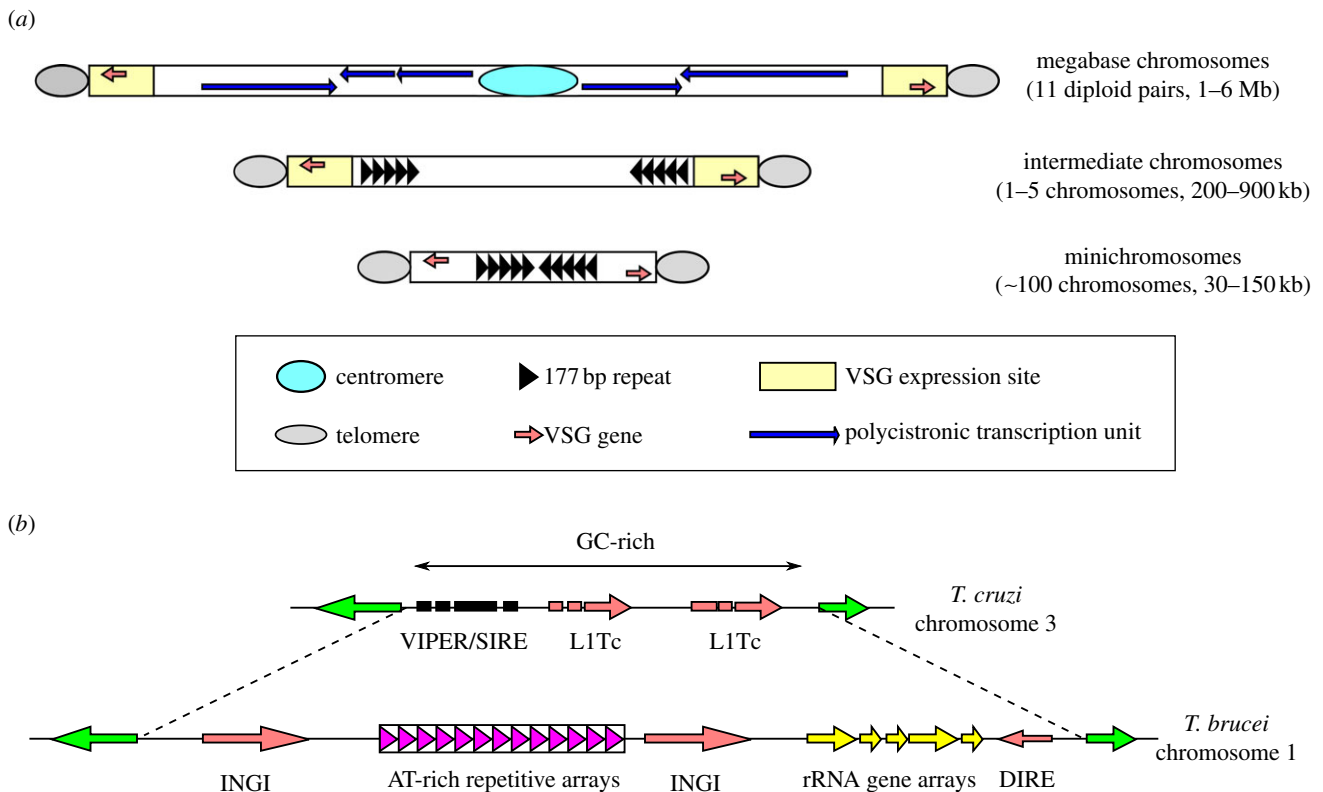 (a)
megabase chromosomes
(11 diploid pairs, 1–6 Mb)
intermediate chromosomes
(1–5 chromosomes, 200–900 kb)
minichromosomes
(~100 chromosomes, 30–150 kb)
centromere
177 bp repeat
VSG expression site
telomere
VSG gene
polycistronic transcription unit
(b)
GC-rich
T. cruzi
chromosome 3
VIPER/SIRE
L1Tc
L1Tc
T. brucei
chromosome 1
INGI
AT-rich repetitive arrays
INGI
rRNA gene arrays
DIRE